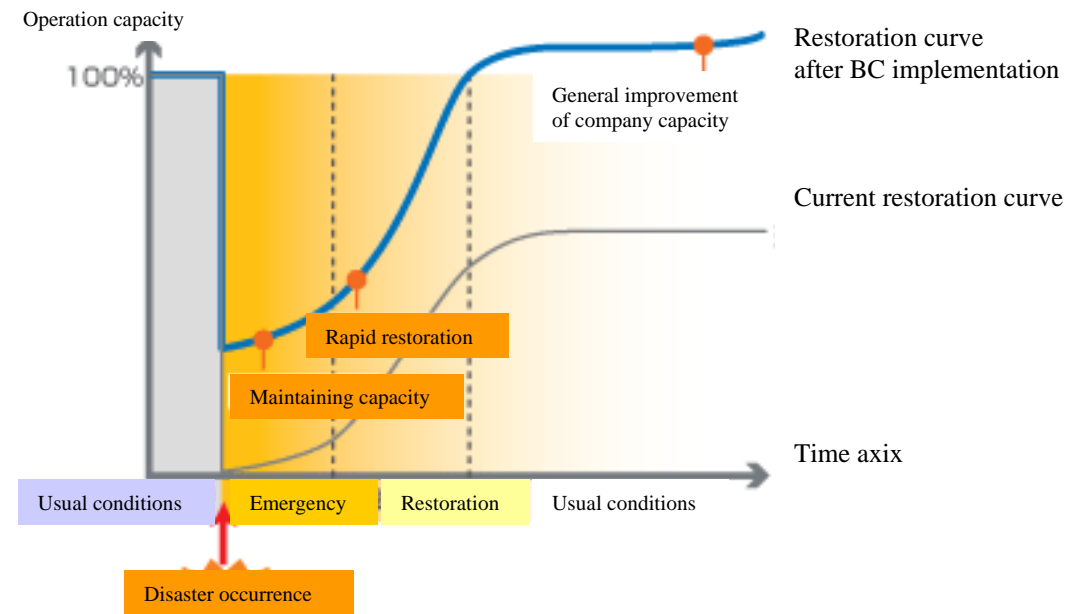 Operation capacity
100%
Restoration curve
after BC implementation
General improvement
of company capacity
Current restoration curve
Rapid restoration
Maintaining capacity
Time axix
Usual conditions
Emergency
Restoration
Usual conditions
Disaster occurrence